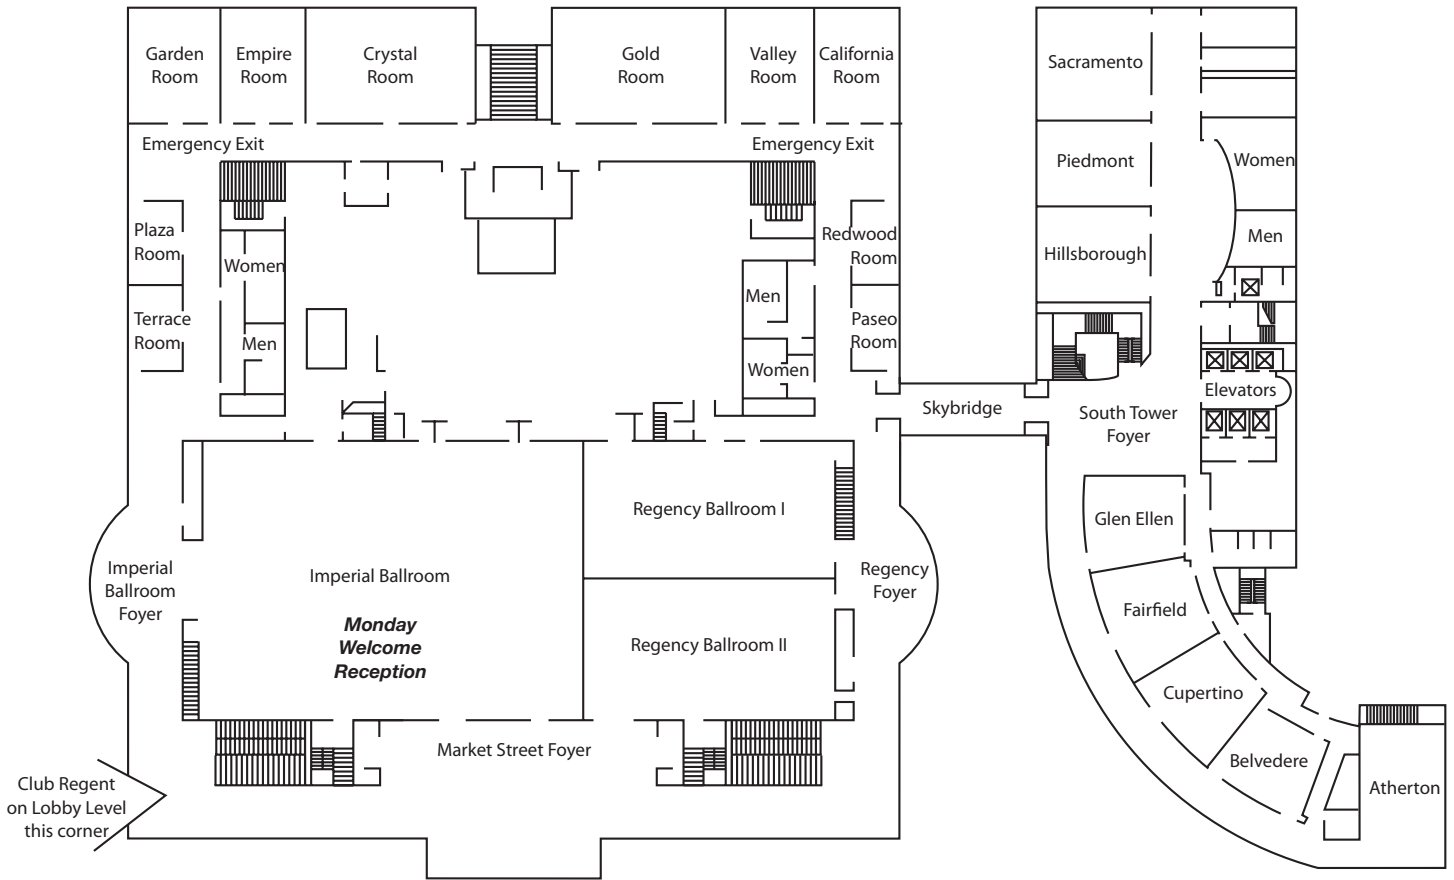 Garden
Room
Empire
Room
Crystal
Room
Gold
Room
Valley
Room
California
Room
Sacramento
Emergency Exit
Emergency Exit
Piedmont
Women
Plaza
Room
Redwood
Room
Hillsborough
Men
Women
Men
Terrace
Room
Men
Paseo
Room
Women
Elevators
Skybridge
South Tower
Foyer
Regency Ballroom I
Glen Ellen
Imperial
Ballroom
Foyer
Imperial Ballroom
Regency
Foyer
Fairfield
Monday
Welcome
Reception
Regency Ballroom II
Cupertino
Market Street Foyer
Belvedere
Club Regent
on Lobby Level
this corner
Atherton